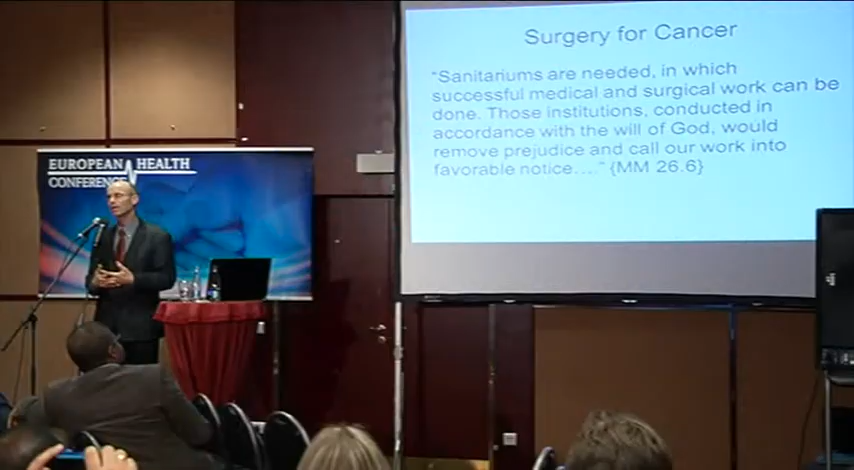 Surgery for Cancer
"Sanitariums are needed, in which
successful medical and surgical work can be
done. Those institutions, conducted in
accordance with the will of God, would
remove prejudice and call our work into
favorable notice...." {MM 26.6}
EUROPEAN HEALTH
CONFERENCE